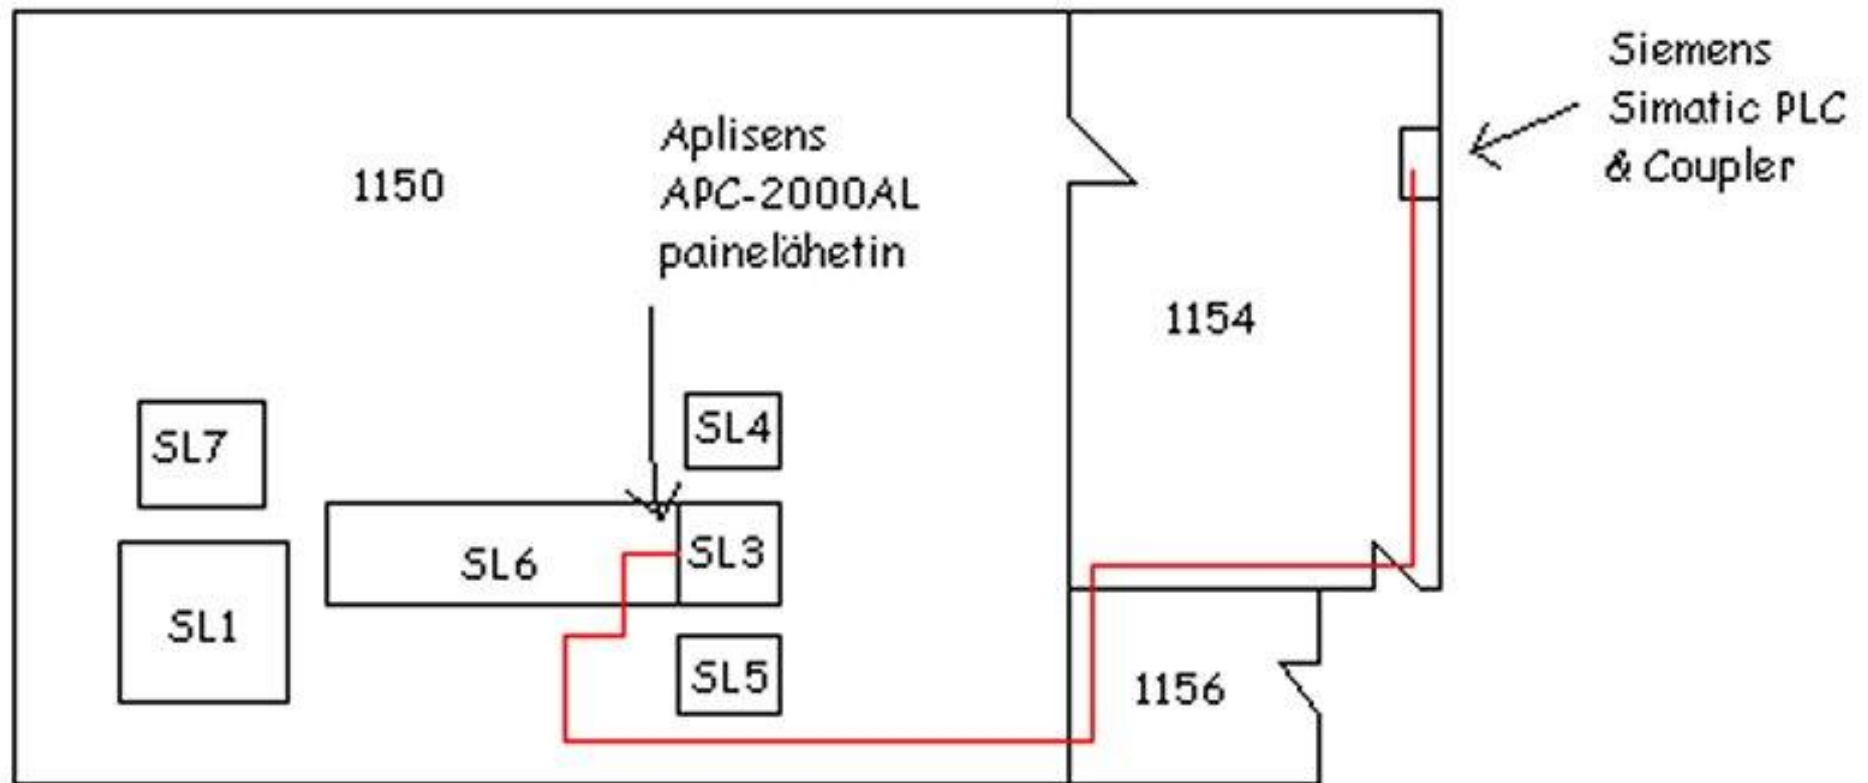 Siemens
Simatic PLC
& Coupler
Aplisens
APC-2000AL
painelähetin
1150
1154
SL7
SL4
SL6
SL3
SL1
SL5
1156